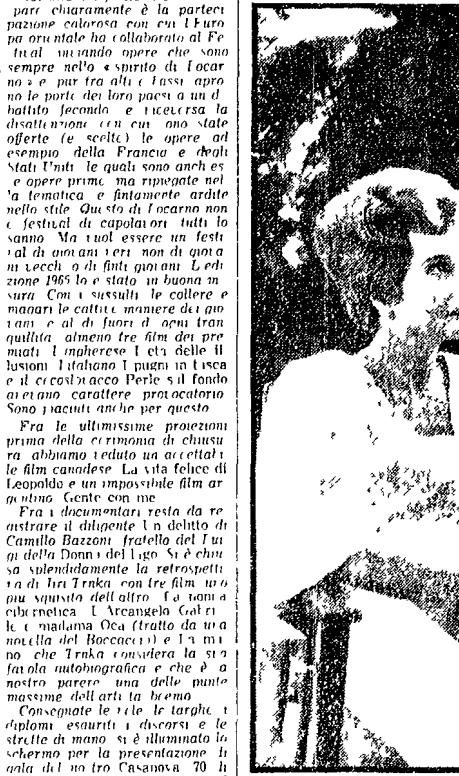 pare chiaramente è la parteci
pazione calorosa con cui l Euro
pa orientale ha collaborato al Fe
opere che sono
sempre nello « spirito di Locar
no » e pur tra alti e bassi apro
no le porte dei loro paesi a un d
battito fecondo e viceversa la
disattenzione con cui sono state
offerte (e scelte) le opere ad
esempio della Francia e degli
Stati Uniti le quali sono anch es
e opere prime ma ripiegate nel
la tematica e fintamente ardite
nello stile Questo di Locarno non
è festival di capolavori tutti lo
sanno Ma vuol essere un festi
val di giovani veri non di giova
ni vecchi o di finti giovani L edi
zione 1965 lo è stato in buona mi
sura Con i sussulti le collere e
magari le cattive maniere dei gio
vani e al di fuori d ogni tran
quillità almeno tre film dei pre
miati L ungherese L età delle il
lusioni l italiano I pugni in tasca
e il cecoslovacco Perle sul fondo
avevano carattere provocatorio
Sono piaciuti anche per questo
Fra le ultimissime proiezioni
prima della cerimonia di chiusu
ra abbiamo veduto un accettabi
le film canadese La vita felice di
Leopoldo e un impossibile film ar
gentino Gente con me
Fra i documentari resta da re
gistrare il diligente Un delitto di
Camillo Bazzoni fratello del Lui
gi della Donna del lago Si è chiu
sa splendidamente la retrospetti
va di Jiri Trnka con tre film uno
più squisito dell altro La nonna
cibernetica L Arcangelo Gabrie
le e madama Oca (tratto da una
novella del Boccaccio) e La ma
no che Trnka considera la sua
favola autobiografica e che è a
nostro parere una delle punte
massime dell arti
Consegnate le vele le targhe i
diplomi esauriti i discorsi e le
strette di mano si è illuminato lo
schermo per la presentazione in
gala del nostro Casanova 70 Il